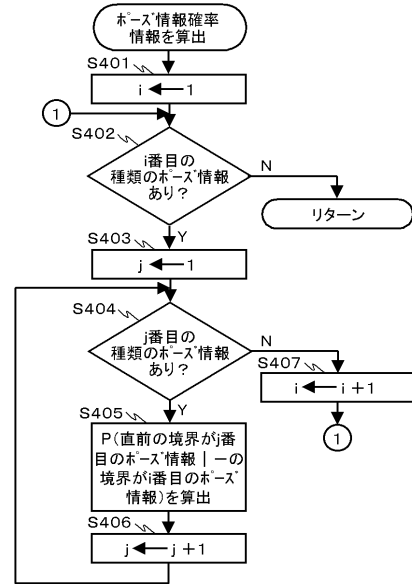 ポーズ情報確率
情報を算出
S401
i ← 1
1
S402
i番目の
種類のポーズ情報
あり？
N
リターン
Y
S403
j ← 1
S404
j番目の
種類のポーズ情報
あり？
N
S407
i ← i＋1
1
Y
S405
P(直前の境界がj番
目のポーズ情報｜一の
境界がi番目のポーズ
情報)を算出
S406
j ← j＋1